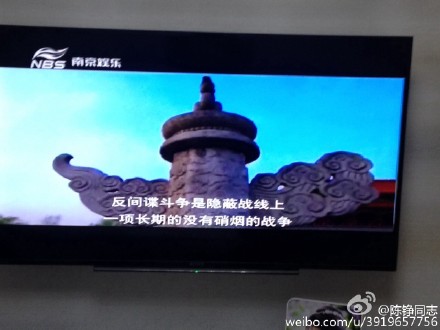 NBS 南京娱乐
反间谍斗争是隐蔽战线上
一项长期的没有硝烟的战争
@陈铮同志
weibo.com/u/3919657756